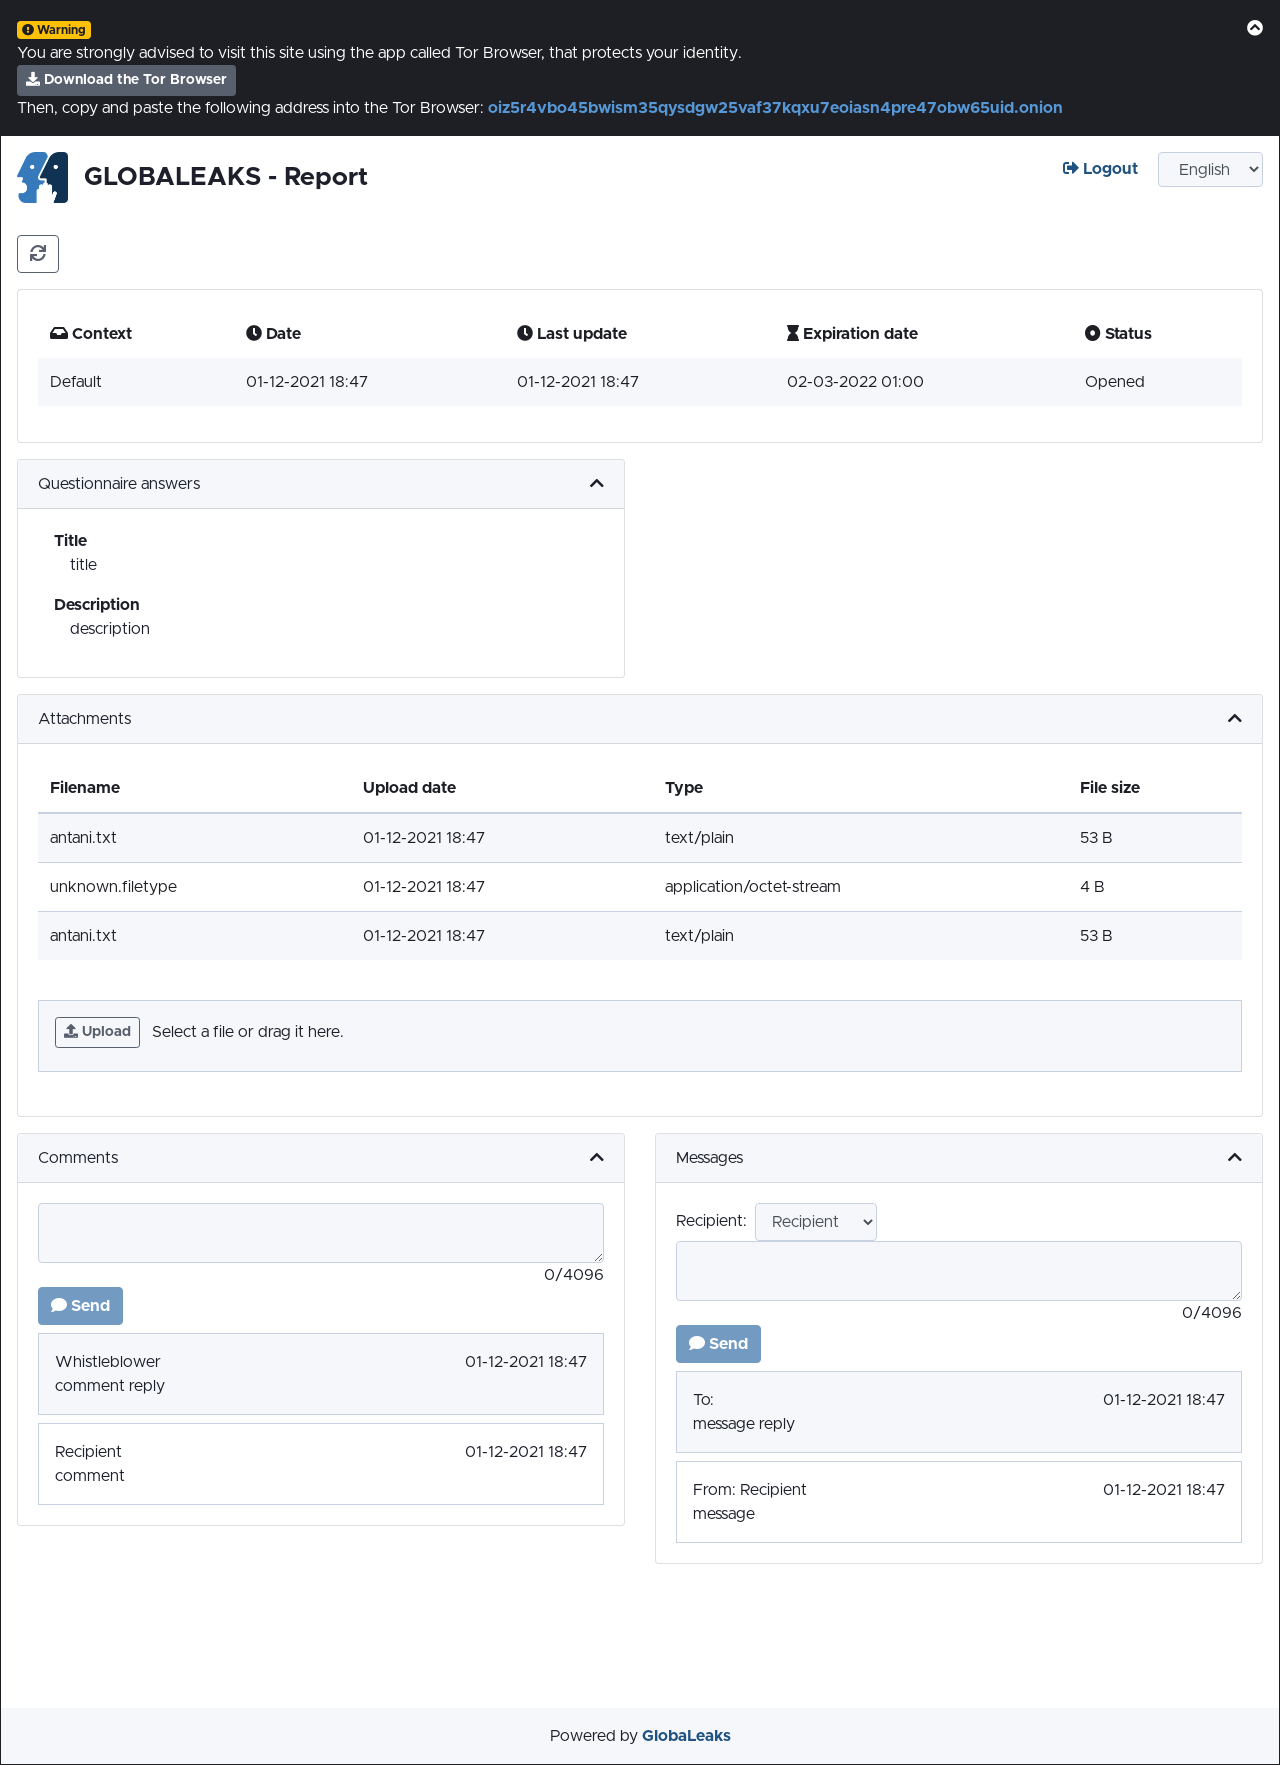 Warning
You are strongly advised to visit this site using the app called Tor Browser, that protects your identity.
Download the Tor Browser
Then, copy and paste the following address into the Tor Browser: oiz5r4vbo45bwism35qysdgw25vaf37kqxu7eoiasn4pre47obw65uid.onion
GLOBALEAKS - Report
Logout
English
Context Date Last update Expiration date Status
Default 01-12-2021 18:47 01-12-2021 18:47 02-03-2022 01:00 Opened
Questionnaire answers
Title
title
Description
description
Attachments
Filename Upload date Type File size
antani.txt 01-12-2021 18:47 text/plain 53 B
unknown.filetype 01-12-2021 18:47 application/octet-stream 4 B
antani.txt 01-12-2021 18:47 text/plain 53 B
Upload Select a file or drag it here.
Comments
0/4096
Send
Whistleblower 01-12-2021 18:47
comment reply
Recipient 01-12-2021 18:47
comment
Messages
Recipient: Recipient
0/4096
Send
To: 01-12-2021 18:47
message reply
From: Recipient 01-12-2021 18:47
message
Powered by GlobaLeaks